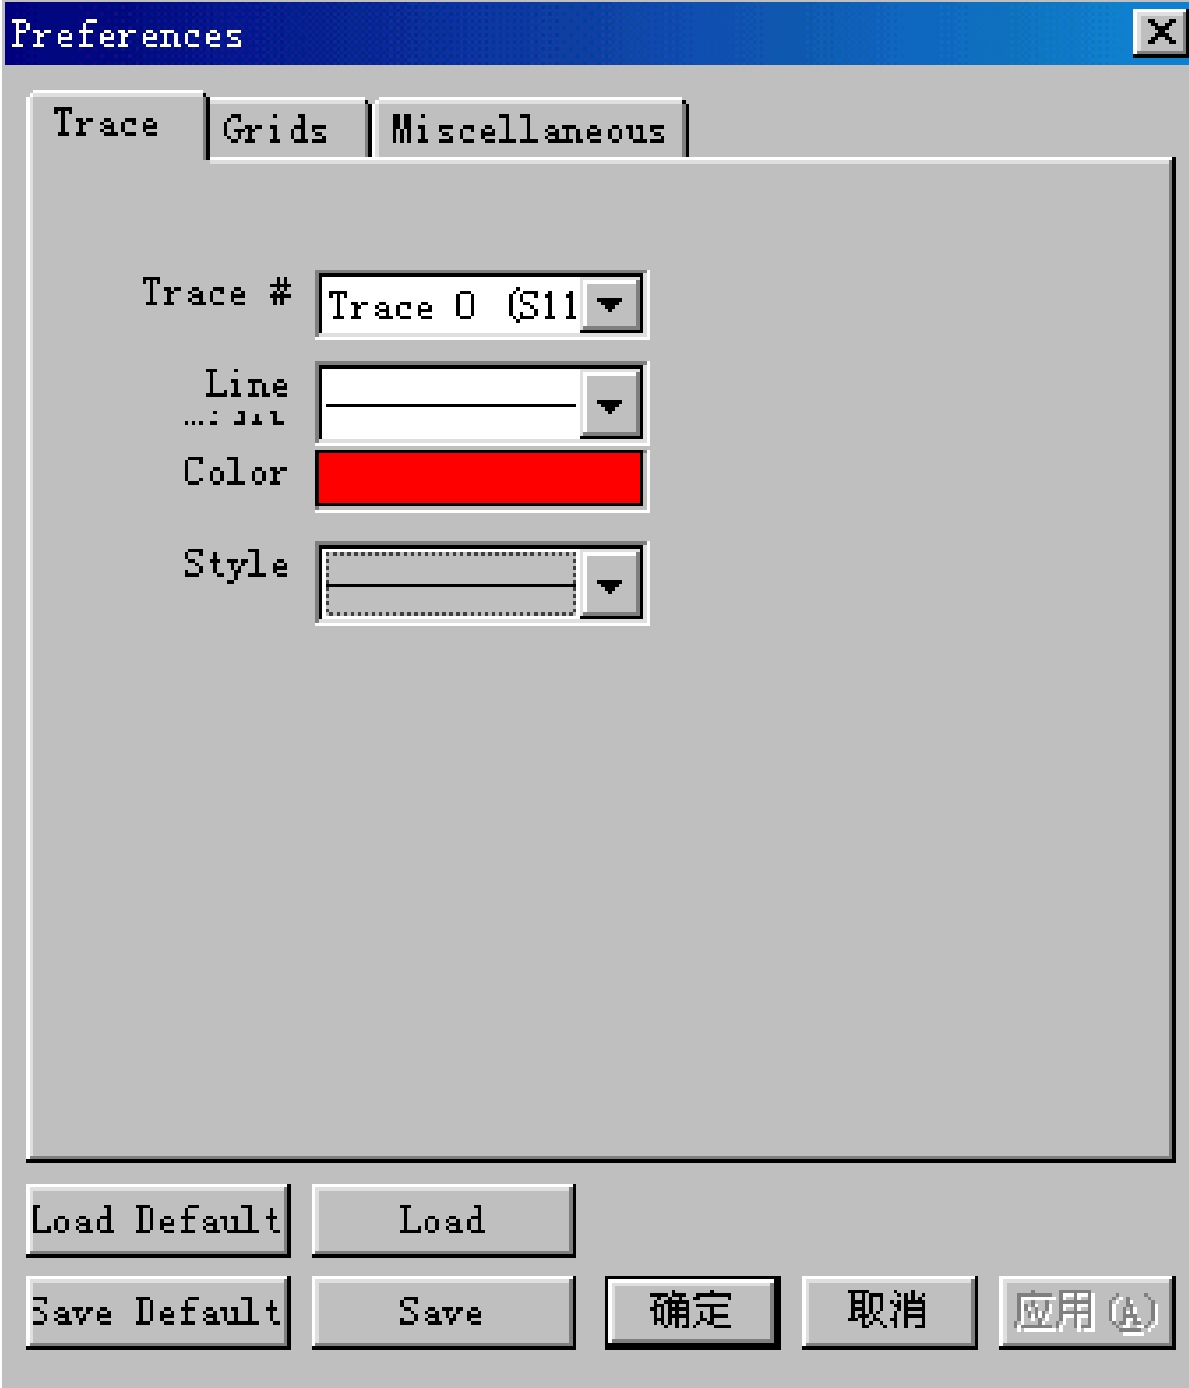 Preferences
Trace Grids Miscellaneous
Trace # Trace 0 (S11
Line
Color
Style
Load Default Load
Save Default Save 确定 取消 应用(A)